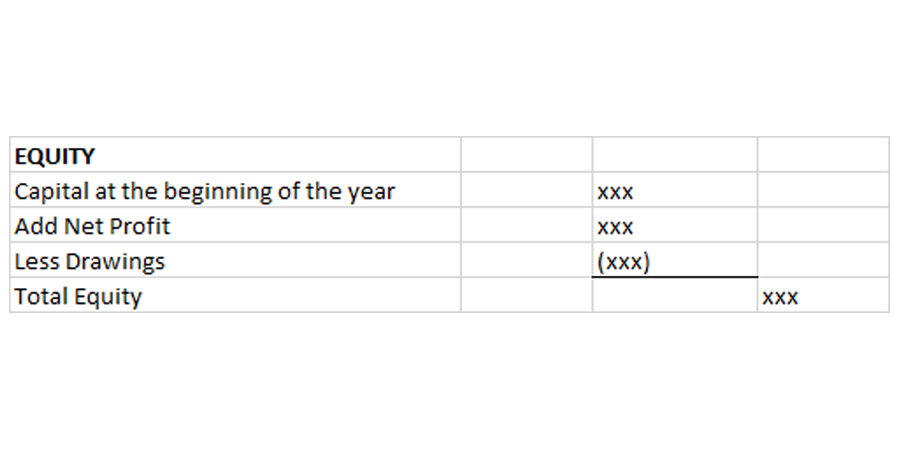 EQUITY
Capital at the beginning of the year xxx
Add Net Profit xxx
Less Drawings (xxx)
Total Equity xxx